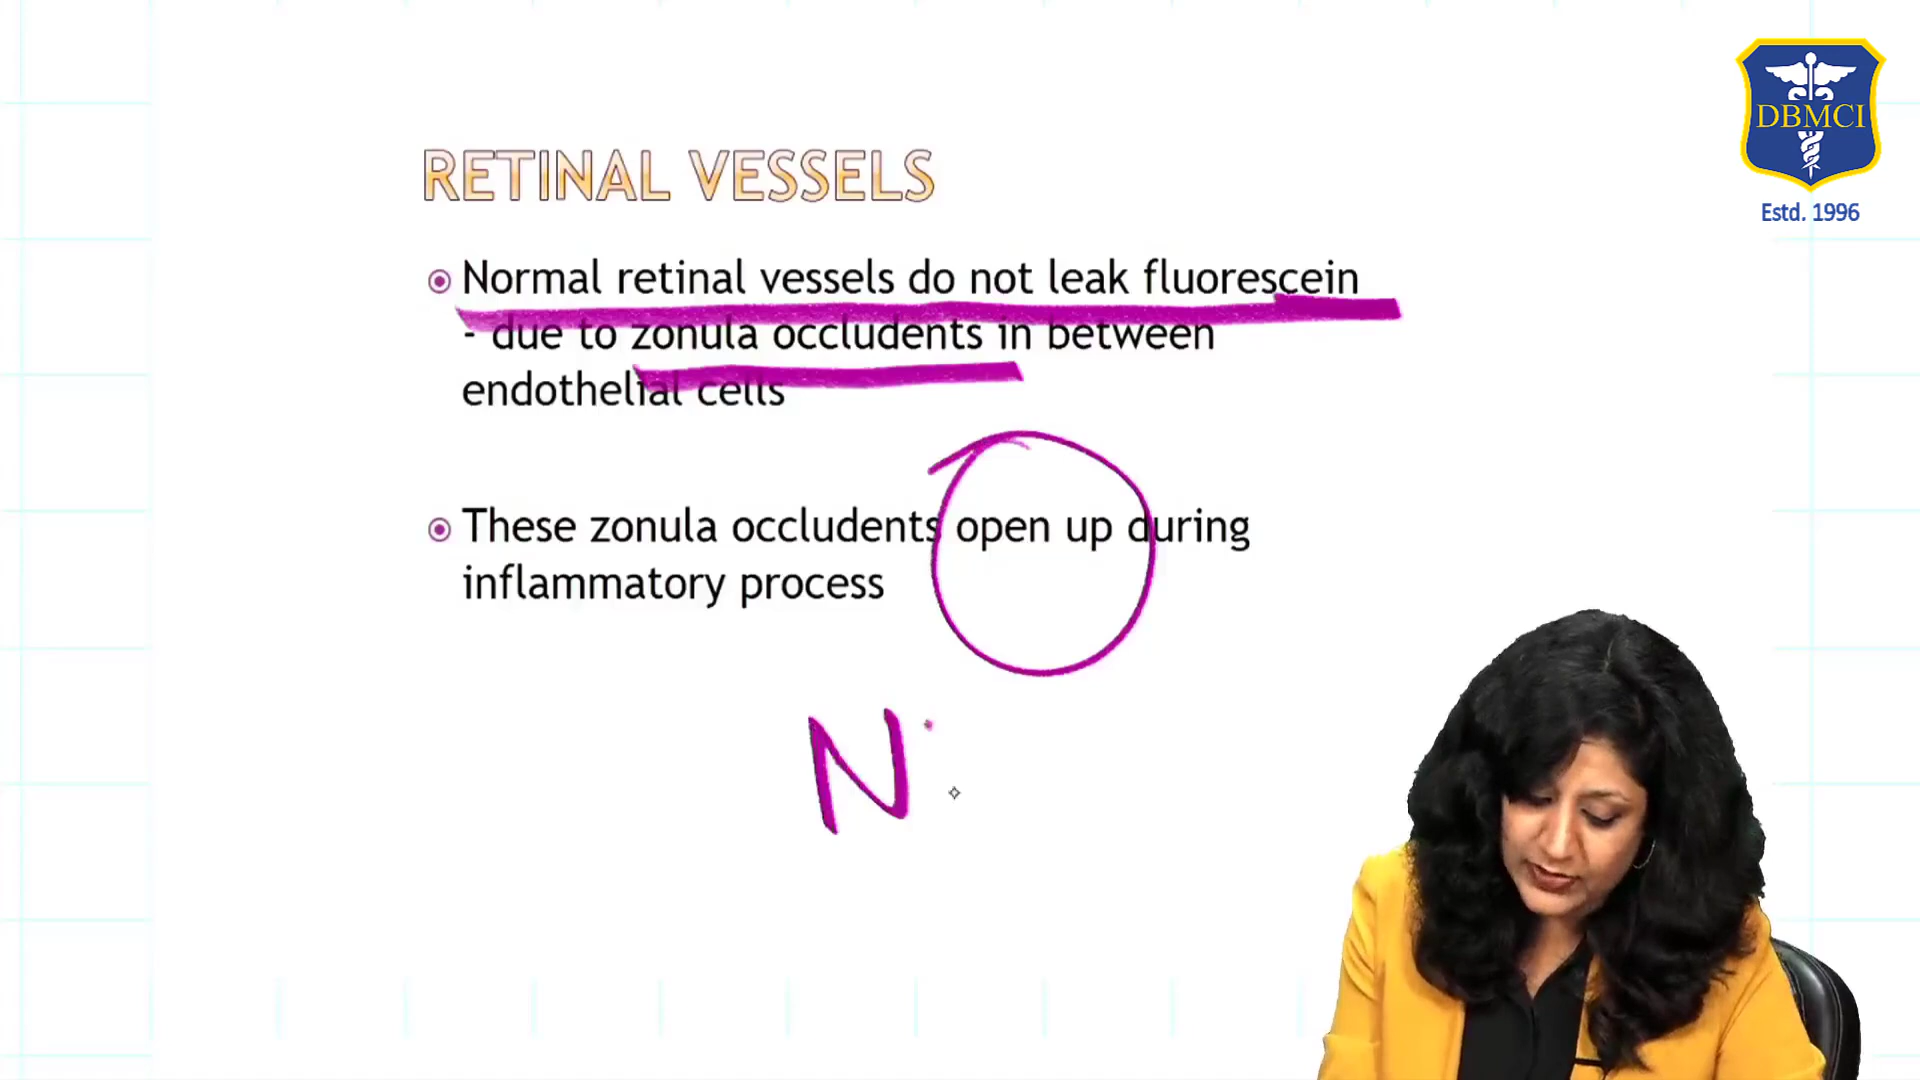 DBMCI
Estd. 1996
RETINAL VESSELS
Normal retinal vessels do not leak fluorescein
- due to zonula occludents in between
endothelial cells
These zonula occludents open up during
inflammatory process
N